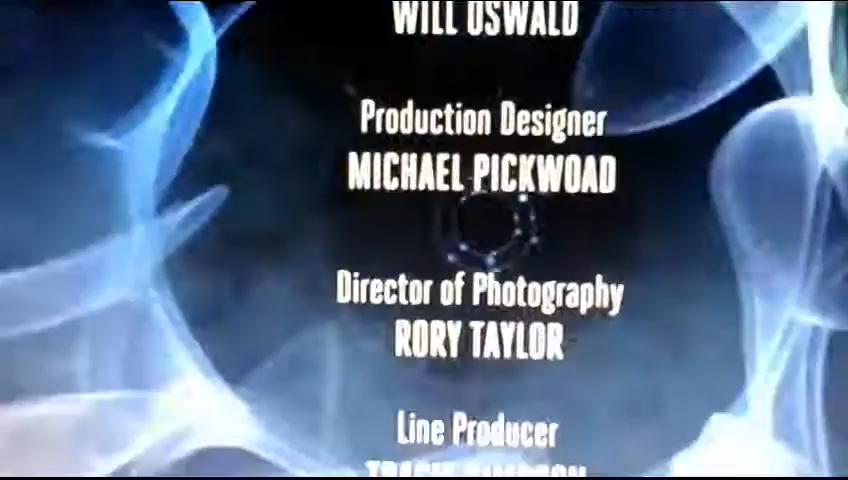 WILL OSWALD
Production Designer
MICHAEL PICKWOAD
Director of Photography
RORY TAYLOR
Line Producer